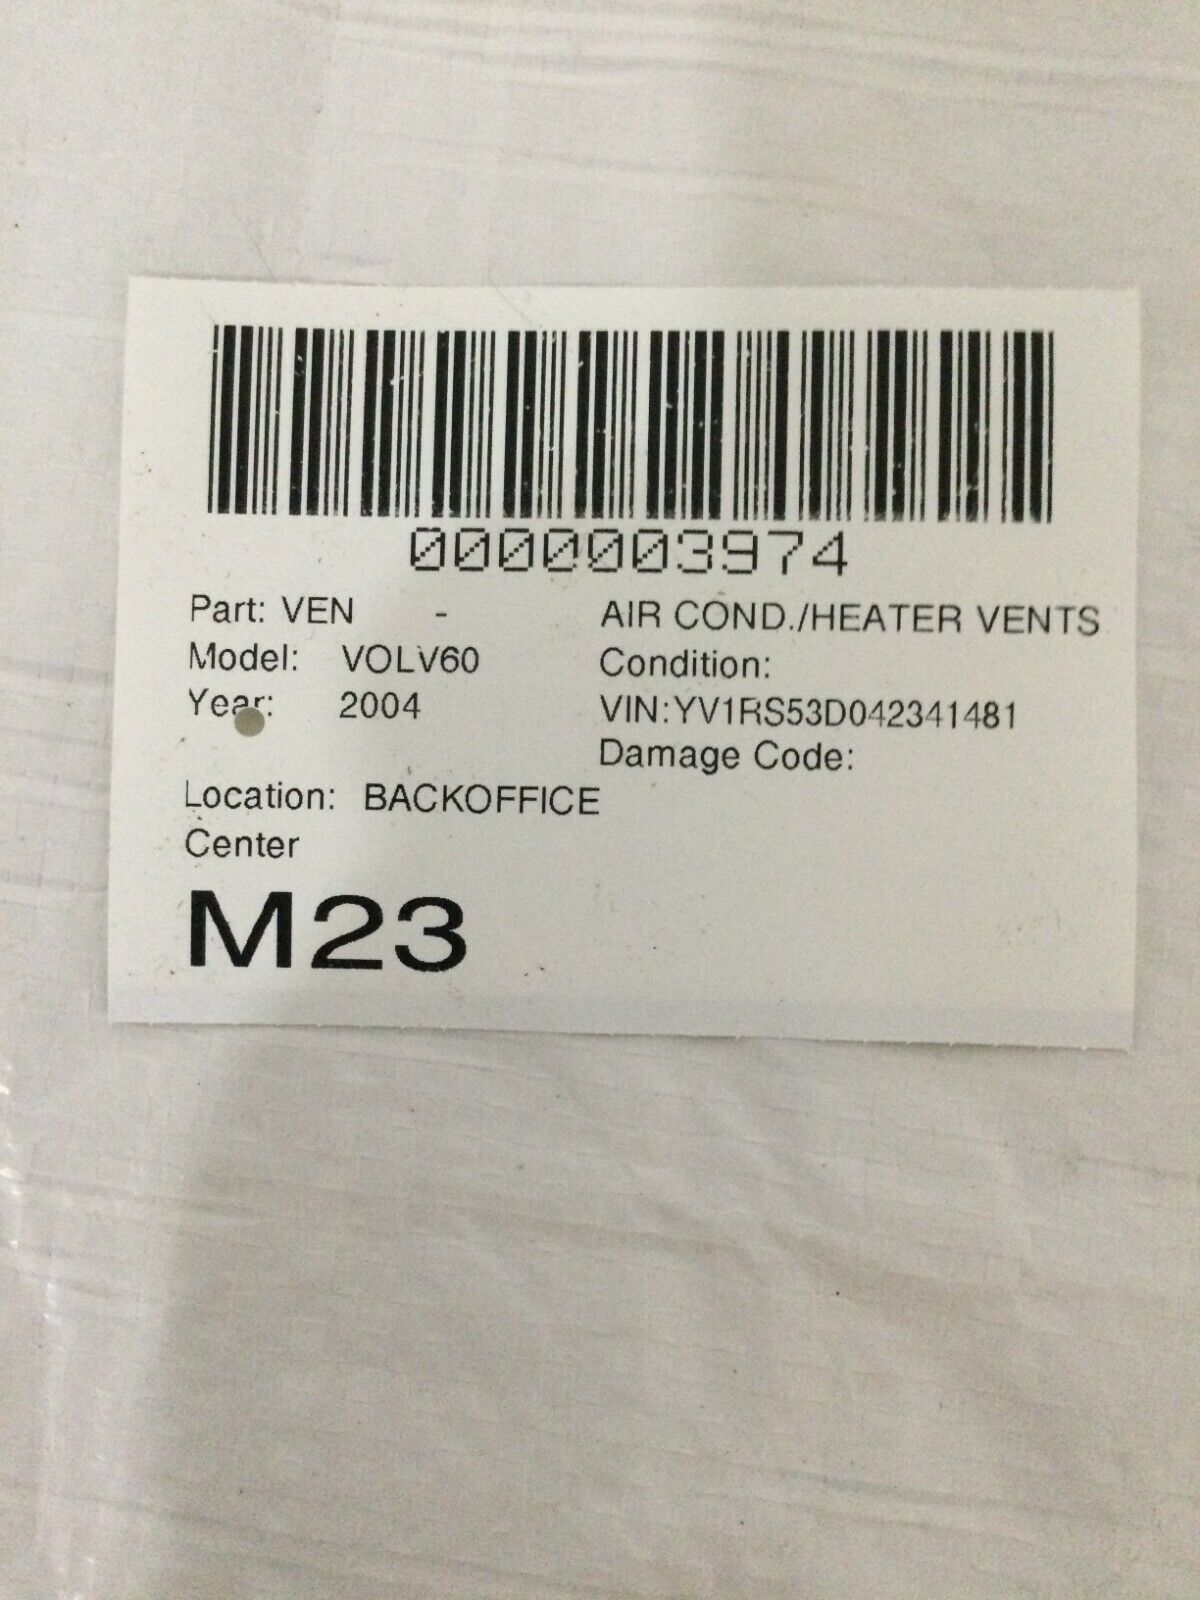 0000003974
Part: VEN - AIR COND./HEATER VENTS
Model: VOLV60 Condition:
Year: 2004 VIN:YV1RS53D042341481
Damage Code:
Location: BACKOFFICE
Center
M23